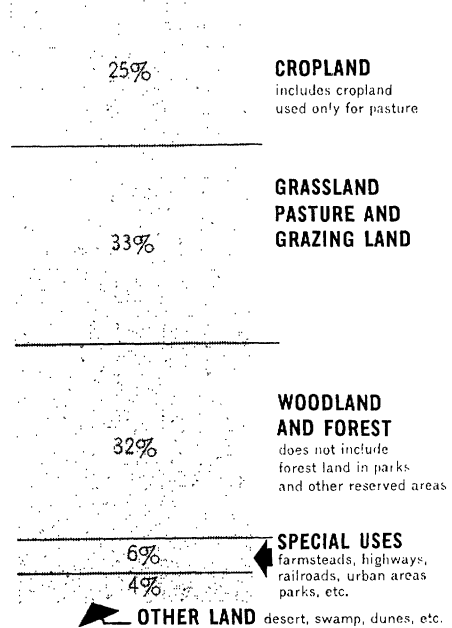 25%
CROPLAND
includes cropland
used only for pasture
GRASSLAND
PASTURE AND
GRAZING LAND
33%
WOODLAND
AND FOREST
32%
does not include
forest land in parks
and other reserved areas
SPECIAL USES
6%
farmsteads, highways,
railroads, urban areas
parks, etc.
4%
OTHER LAND desert, swamp, dunes, etc.